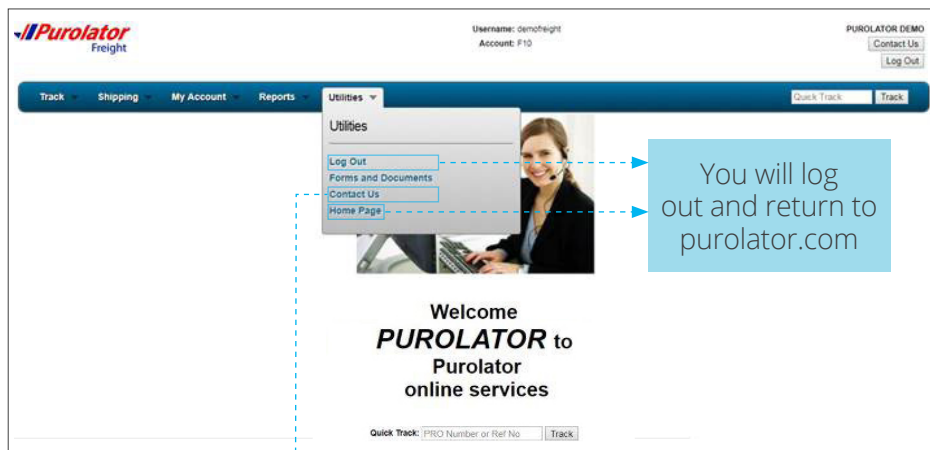 Purolator
Freight
Username: demofreight
Account: F10
PUROLATOR DEMO
Contact Us
Log Out
Track
Shipping
My Account
Reports
Utilities
Quick Track
Track
Utilities
Log Out
Forms and Documents
Contact Us
Home Page
You will log
out and return to
purolator.com
Welcome
PUROLATOR to
Purolator
online services
Quick Track: PRO Number or Ref No Track